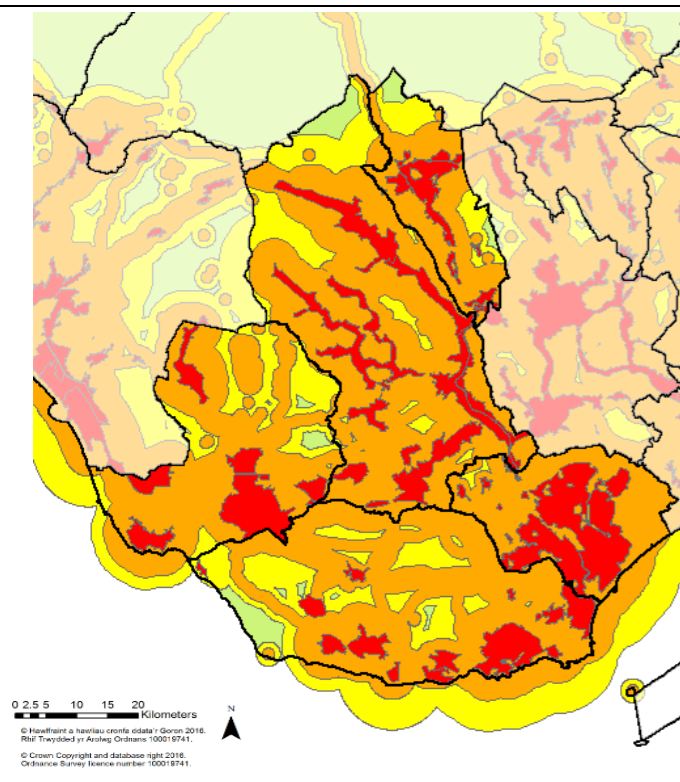 0 2.5 5 10 15 20
Kilometers
N
© Hawlfraint a hawliau cronfa ddata'r Goron 2016.
Rhif Trwydded yr Arolwg Ordnans 100019741.
© Crown Copyright and database right 2016.
Ordnance Survey licence number 100019741.